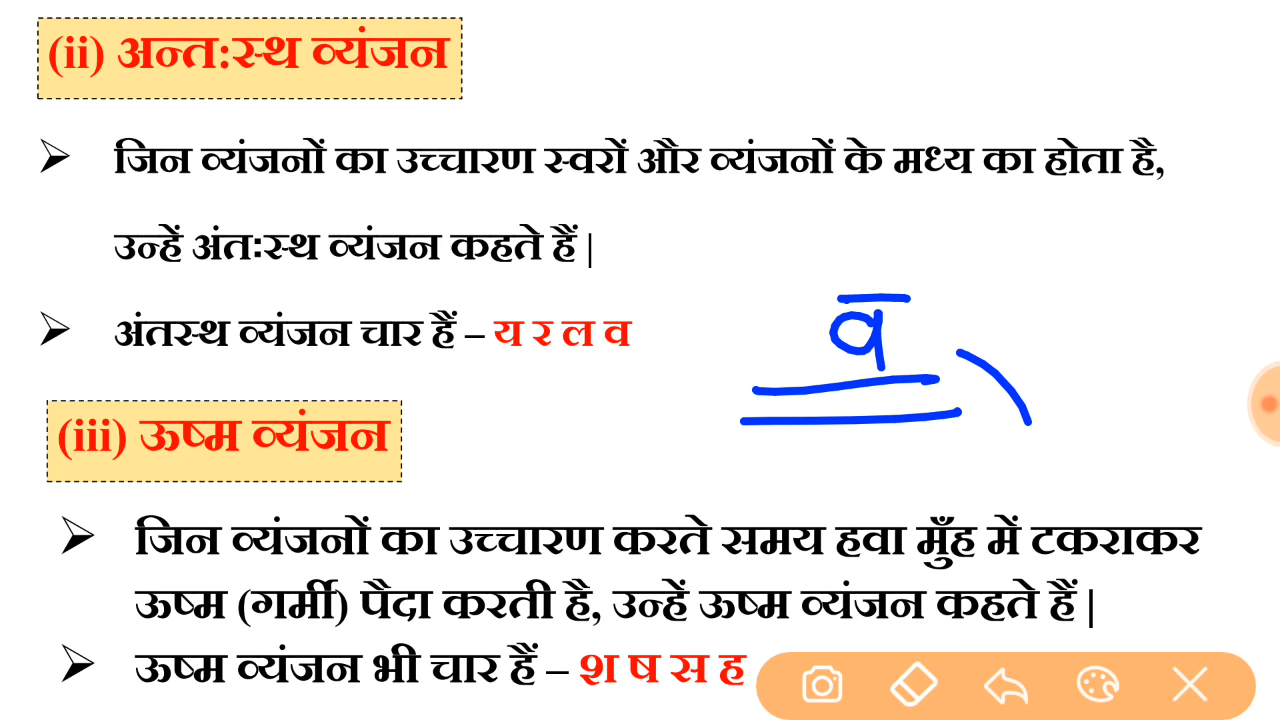 (ii) अन्त:स्थ व्यंजन
➢ जिन व्यंजनों का उच्चारण स्वरों और व्यंजनों के मध्य का होता है,
उन्हें अंतःस्थ व्यंजन कहते हैं |
➢ अंतस्थ व्यंजन चार हैं – य र ल व
व
(iii) ऊष्म व्यंजन
➢ जिन व्यंजनों का उच्चारण करते समय हवा मुँह में टकराकर
ऊष्म (गर्मी) पैदा करती है, उन्हें ऊष्म व्यंजन कहते हैं |
➢ ऊष्म व्यंजन भी चार हैं – श ष स ह